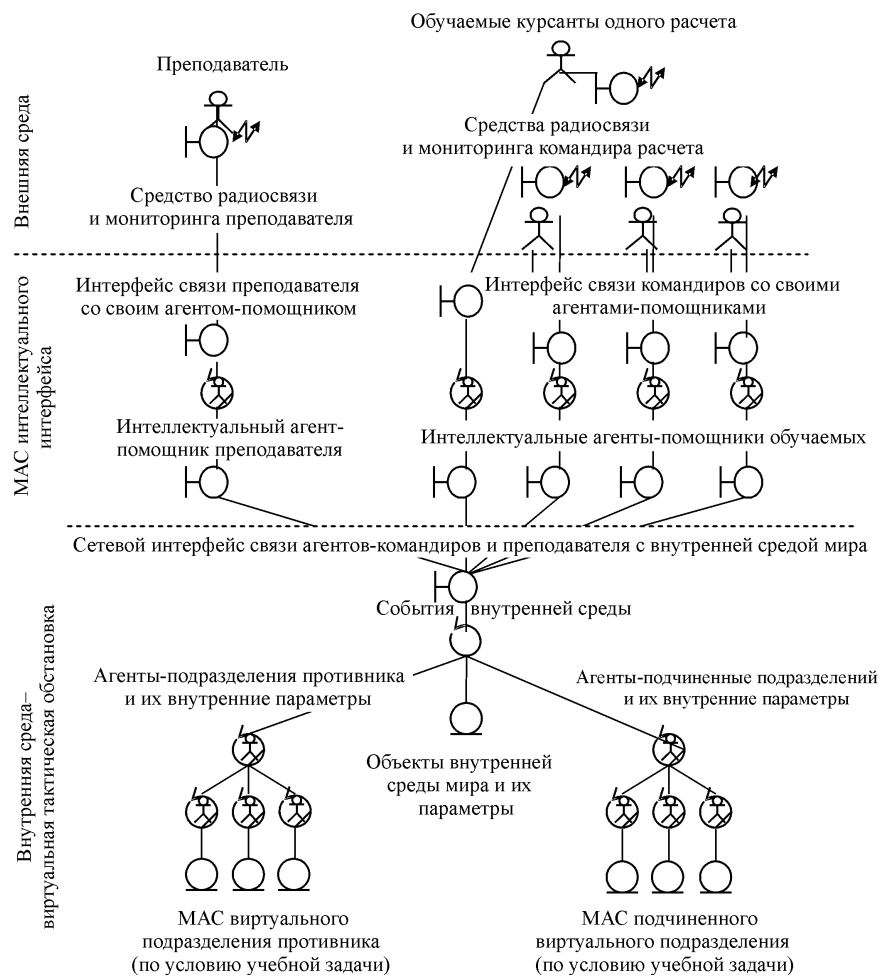 Обучаемые курсанты одного расчета
Преподаватель
Средства радиосвязи
и мониторинга командира расчета
Средство радиосвязи
и мониторинга преподавателя
Внешняя среда
Интерфейс связи преподавателя
со своим агентом-помощником
Интерфейс связи командиров со своими
агентами-помощниками
МАС интеллектуального
интерфейса
Интеллектуальный агент-
помощник преподавателя
Интеллектуальные агенты-помощники обучаемых
Сетевой интерфейс связи агентов-командиров и преподавателя с внутренней средой мира
События внутренней среды
Внутренняя среда–
виртуальная тактическая обстановка
Агенты-подразделения противника
и их внутренние параметры
Агенты-подчиненные подразделений
и их внутренние параметры
Объекты внутренней
среды мира и их
параметры
МАС виртуального
подразделения противника
(по условию учебной задачи)
МАС подчиненного
виртуального подразделения
(по условию учебной задачи)